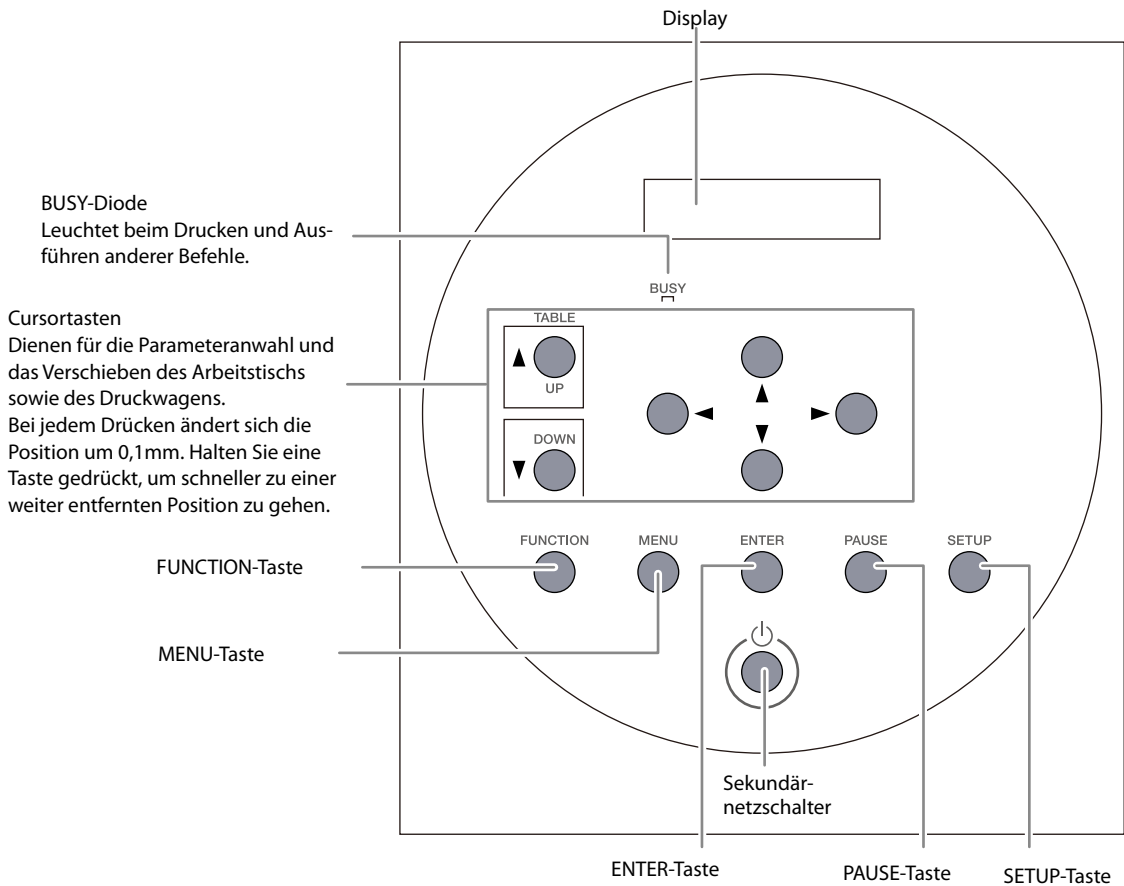 Display
BUSY-Diode
Leuchtet beim Drucken und Aus-
führen anderer Befehle.
BUSY
Cursortasten
Dienen für die Parameteranwahl und
das Verschieben des Arbeitstischs
sowie des Druckwagens.
Bei jedem Drücken ändert sich die
Position um 0,1mm. Halten Sie eine
Taste gedrückt, um schneller zu einer
weiter entfernten Position zu gehen.
TABLE
UP
DOWN
FUNCTION MENU ENTER PAUSE SETUP
FUNCTION-Taste
MENU-Taste
Sekundär-
netzschalter
ENTER-Taste PAUSE-Taste SETUP-Taste